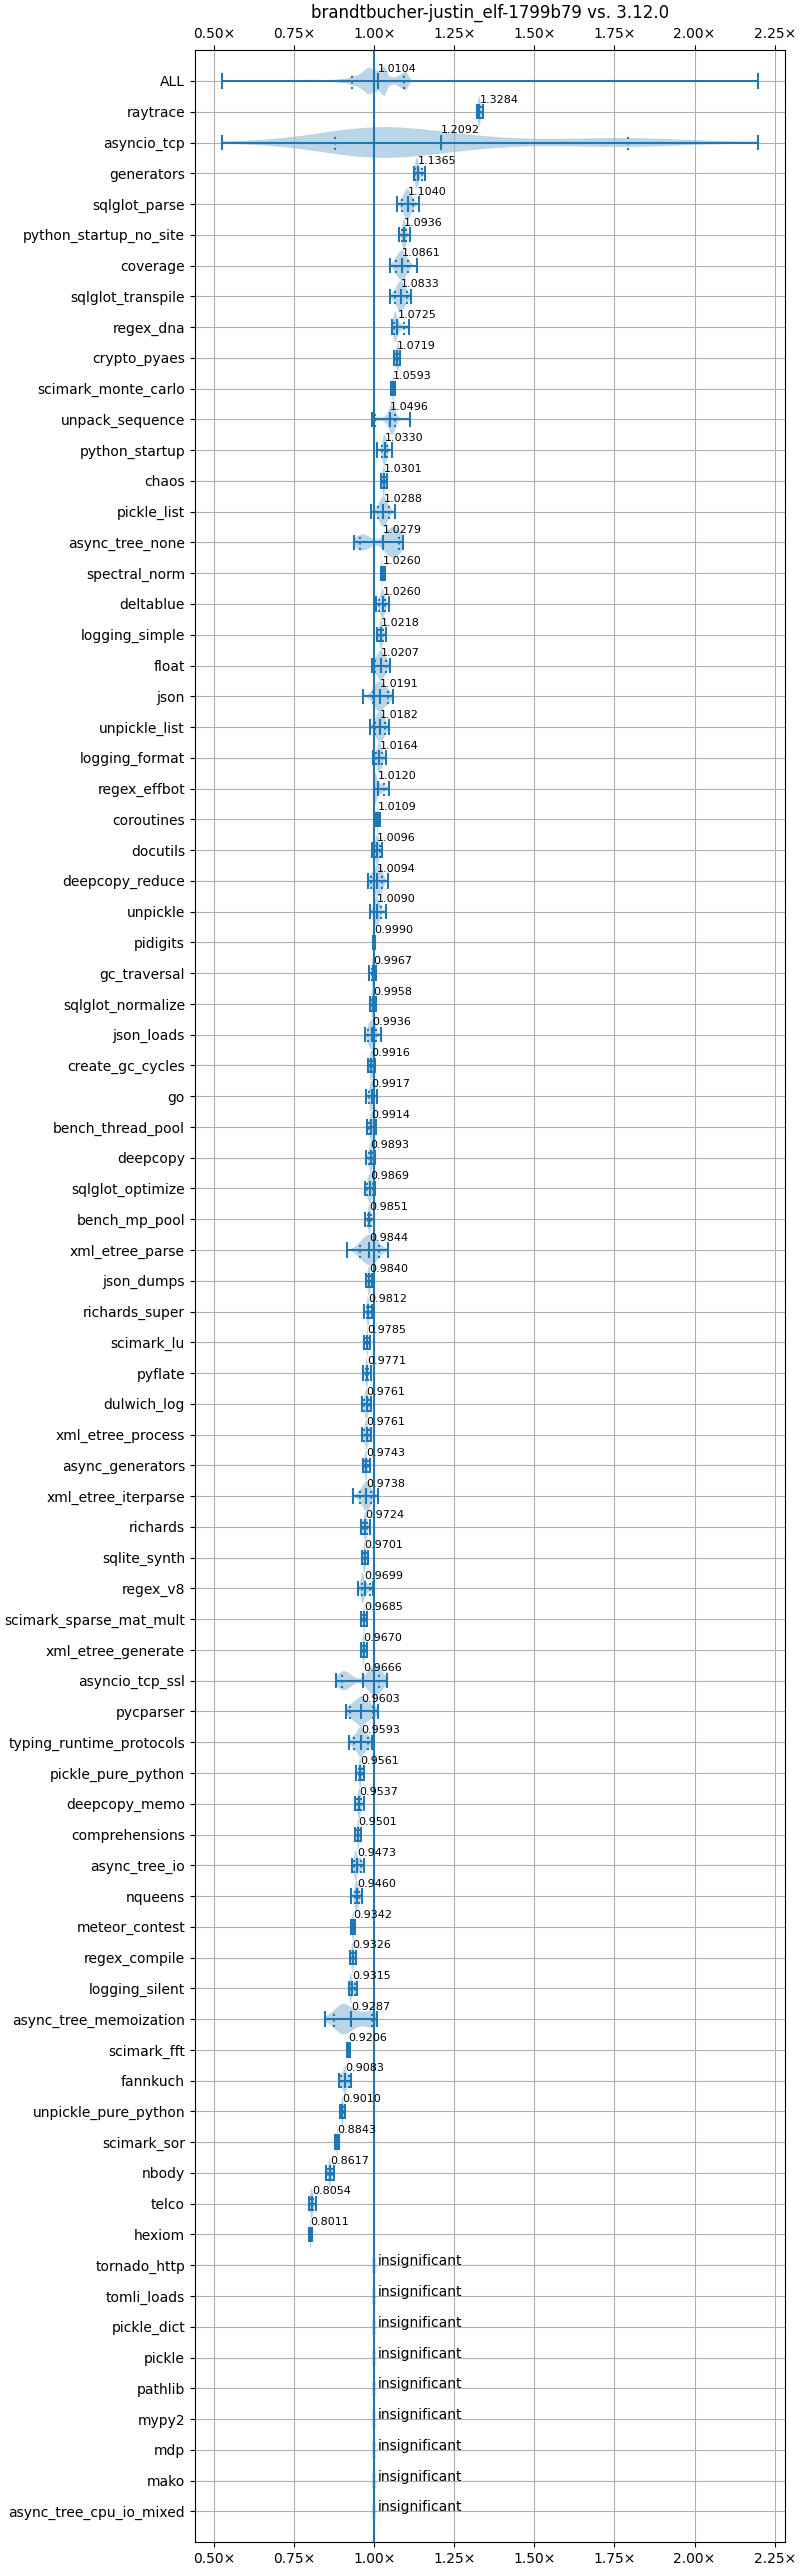 brandtbucher-justin_elf-1799b79 vs. 3.12.0
0.50× 0.75× 1.00× 1.25× 1.50× 1.75× 2.00× 2.25×
ALL 1.0104
raytrace 1.3284
asyncio_tcp 1.2092
generators 1.1365
sqlglot_parse 1.1040
python_startup_no_site 1.0936
coverage 1.0861
sqlglot_transpile 1.0833
regex_dna 1.0725
crypto_pyaes 1.0719
scimark_monte_carlo 1.0593
unpack_sequence 1.0496
python_startup 1.0330
chaos 1.0301
pickle_list 1.0288
async_tree_none 1.0279
spectral_norm 1.0260
deltablue 1.0260
logging_simple 1.0218
float 1.0207
json 1.0191
unpickle_list 1.0182
logging_format 1.0164
regex_effbot 1.0120
coroutines 1.0109
docutils 1.0096
deepcopy_reduce 1.0094
unpickle 1.0090
pidigits 0.9990
gc_traversal 0.9967
sqlglot_normalize 0.9958
json_loads 0.9936
create_gc_cycles 0.9916
go 0.9917
bench_thread_pool 0.9914
deepcopy 0.9893
sqlglot_optimize 0.9869
bench_mp_pool 0.9851
xml_etree_parse 0.9844
json_dumps 0.9840
richards_super 0.9812
scimark_lu 0.9785
pyflate 0.9771
dulwich_log 0.9761
xml_etree_process 0.9761
async_generators 0.9743
xml_etree_iterparse 0.9738
richards 0.9724
sqlite_synth 0.9701
regex_v8 0.9699
scimark_sparse_mat_mult 0.9685
xml_etree_generate 0.9670
asyncio_tcp_ssl 0.9666
pycparser 0.9603
typing_runtime_protocols 0.9593
pickle_pure_python 0.9561
deepcopy_memo 0.9537
comprehensions 0.9501
async_tree_io 0.9473
nqueens 0.9460
meteor_contest 0.9342
regex_compile 0.9326
logging_silent 0.9315
async_tree_memoization 0.9287
scimark_fft 0.9206
fannkuch 0.9083
unpickle_pure_python 0.9010
scimark_sor 0.8843
nbody 0.8617
telco 0.8054
hexiom 0.8011
tornado_http insignificant
tomli_loads insignificant
pickle_dict insignificant
pickle insignificant
pathlib insignificant
mypy2 insignificant
mdp insignificant
mako insignificant
async_tree_cpu_io_mixed insignificant
0.50× 0.75× 1.00× 1.25× 1.50× 1.75× 2.00× 2.25×